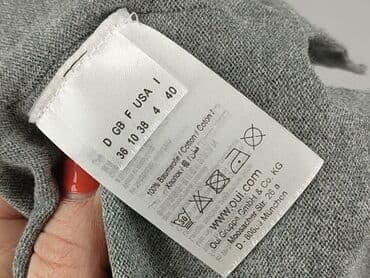 D GB F USA I
36 10 38 4 40
100% Baumwolle / Cotton / Coton /
www.oui.com
Oui Gruppe GmbH & Co. KG
D - München